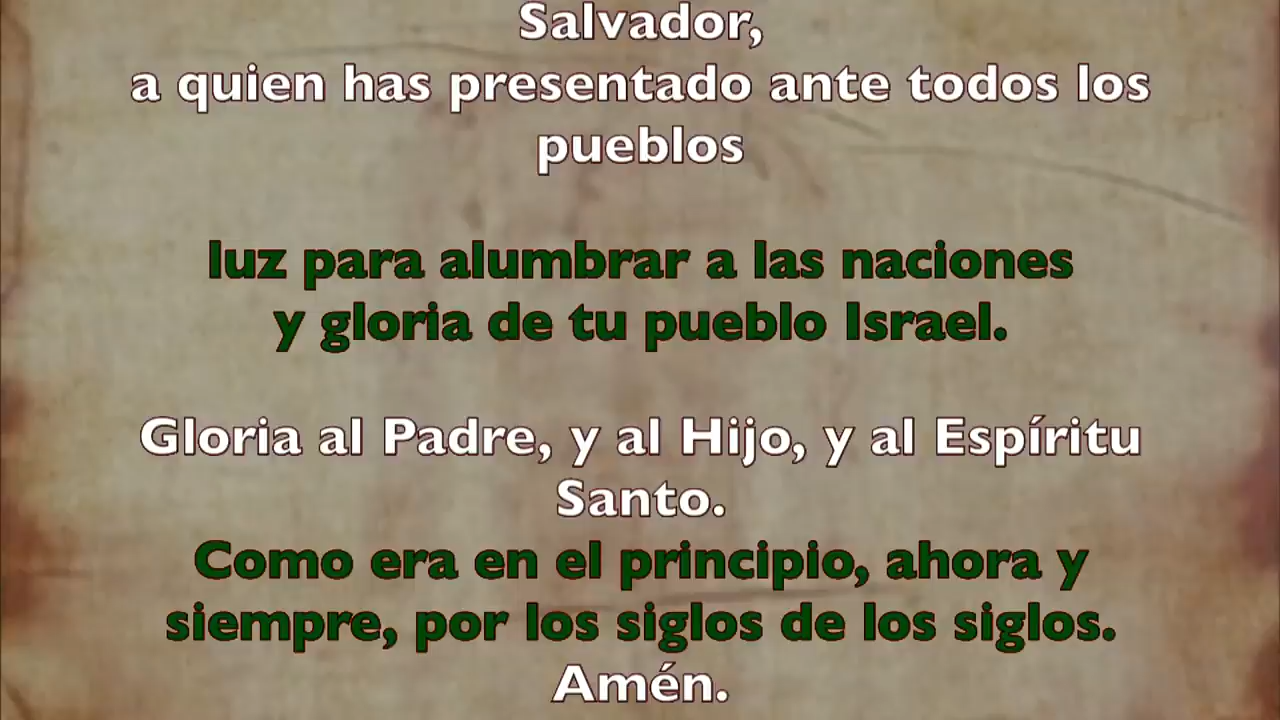 Salvador,
a quien has presentado ante todos los
pueblos
luz para alumbrar a las naciones
y gloria de tu pueblo Israel.
Gloria al Padre, y al Hijo, y al Espíritu
Santo.
Como era en el principio, ahora y
siempre, por los siglos de los siglos.
Amén.